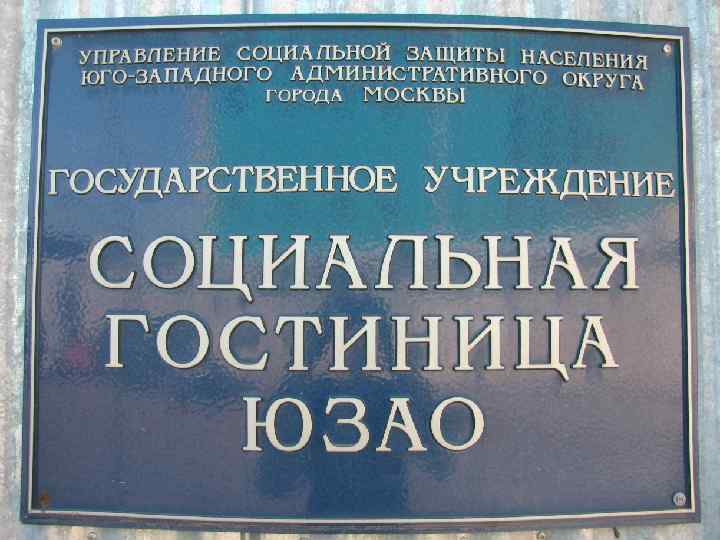 УПРАВЛЕНИЕ СОЦИАЛЬНОЙ ЗАЩИТЫ НАСЕЛЕНИЯ
ЮГО-ЗАПАДНОГО АДМИНИСТРАТИВНОГО ОКРУГА
ГОРОДА МОСКВЫ
ГОСУДАРСТВЕННОЕ УЧРЕЖДЕНИЕ
СОЦИАЛЬНАЯ
ГОСТИНИЦА
ЮЗАО